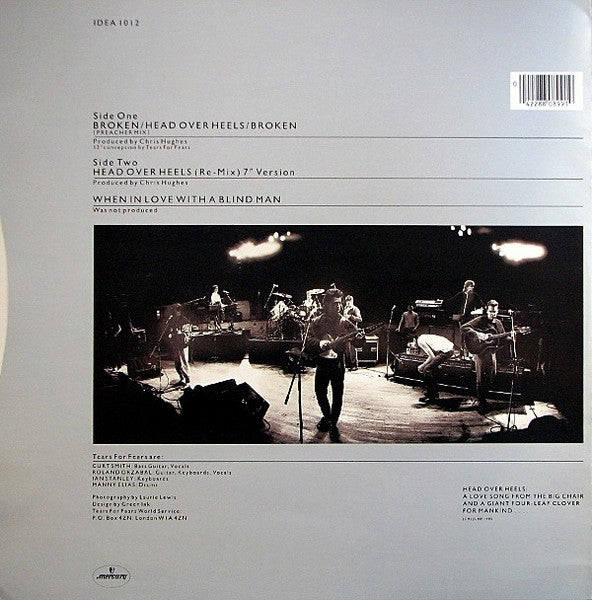 IDEA 1012
Side One
BROKEN/HEAD OVER HEELS/BROKEN
(PREACHER MIX)
Produced by Chris Hughes
12" conception by Tears For Fears
Side Two
HEAD OVER HEELS (Re-Mix) 7" Version
Produced by Chris Hughes
WHEN IN LOVE WITH A BLIND MAN
Was not produced
Tears For Fears are:
CURT SMITH: Bass Guitar, Vocals
ROLAND ORZABAL: Guitar, Keyboards, Vocals
IAN STANLEY: Keyboards
MANNY ELIAS: Drums
Photography by Laurie Lewis
Design by Green Ink
Tears For Fears World Service:
P.O. Box 42N: London W1A 42N
HEAD OVER HEELS:
A LOVE SONG FROM THE BIG CHAIR
AND A GIANT FOUR-LEAF CLOVER
FOR MANKIND . . . .
mercury